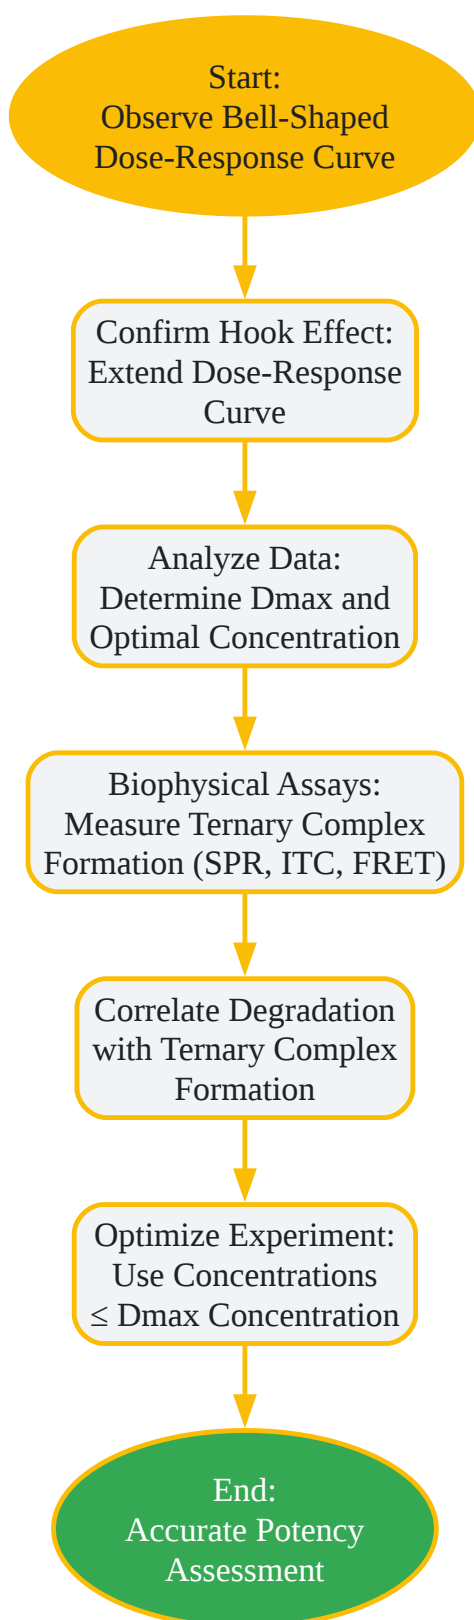 Start:
Observe Bell-Shaped
Dose-Response Curve
Confirm Hook Effect:
Extend Dose-Response
Curve
Analyze Data:
Determine Dmax and
Optimal Concentration
Biophysical Assays:
Measure Ternary Complex
Formation (SPR, ITC, FRET)
Correlate Degradation
with Ternary Complex
Formation
Optimize Experiment:
Use Concentrations
≤ Dmax Concentration
End:
Accurate Potency
Assessment